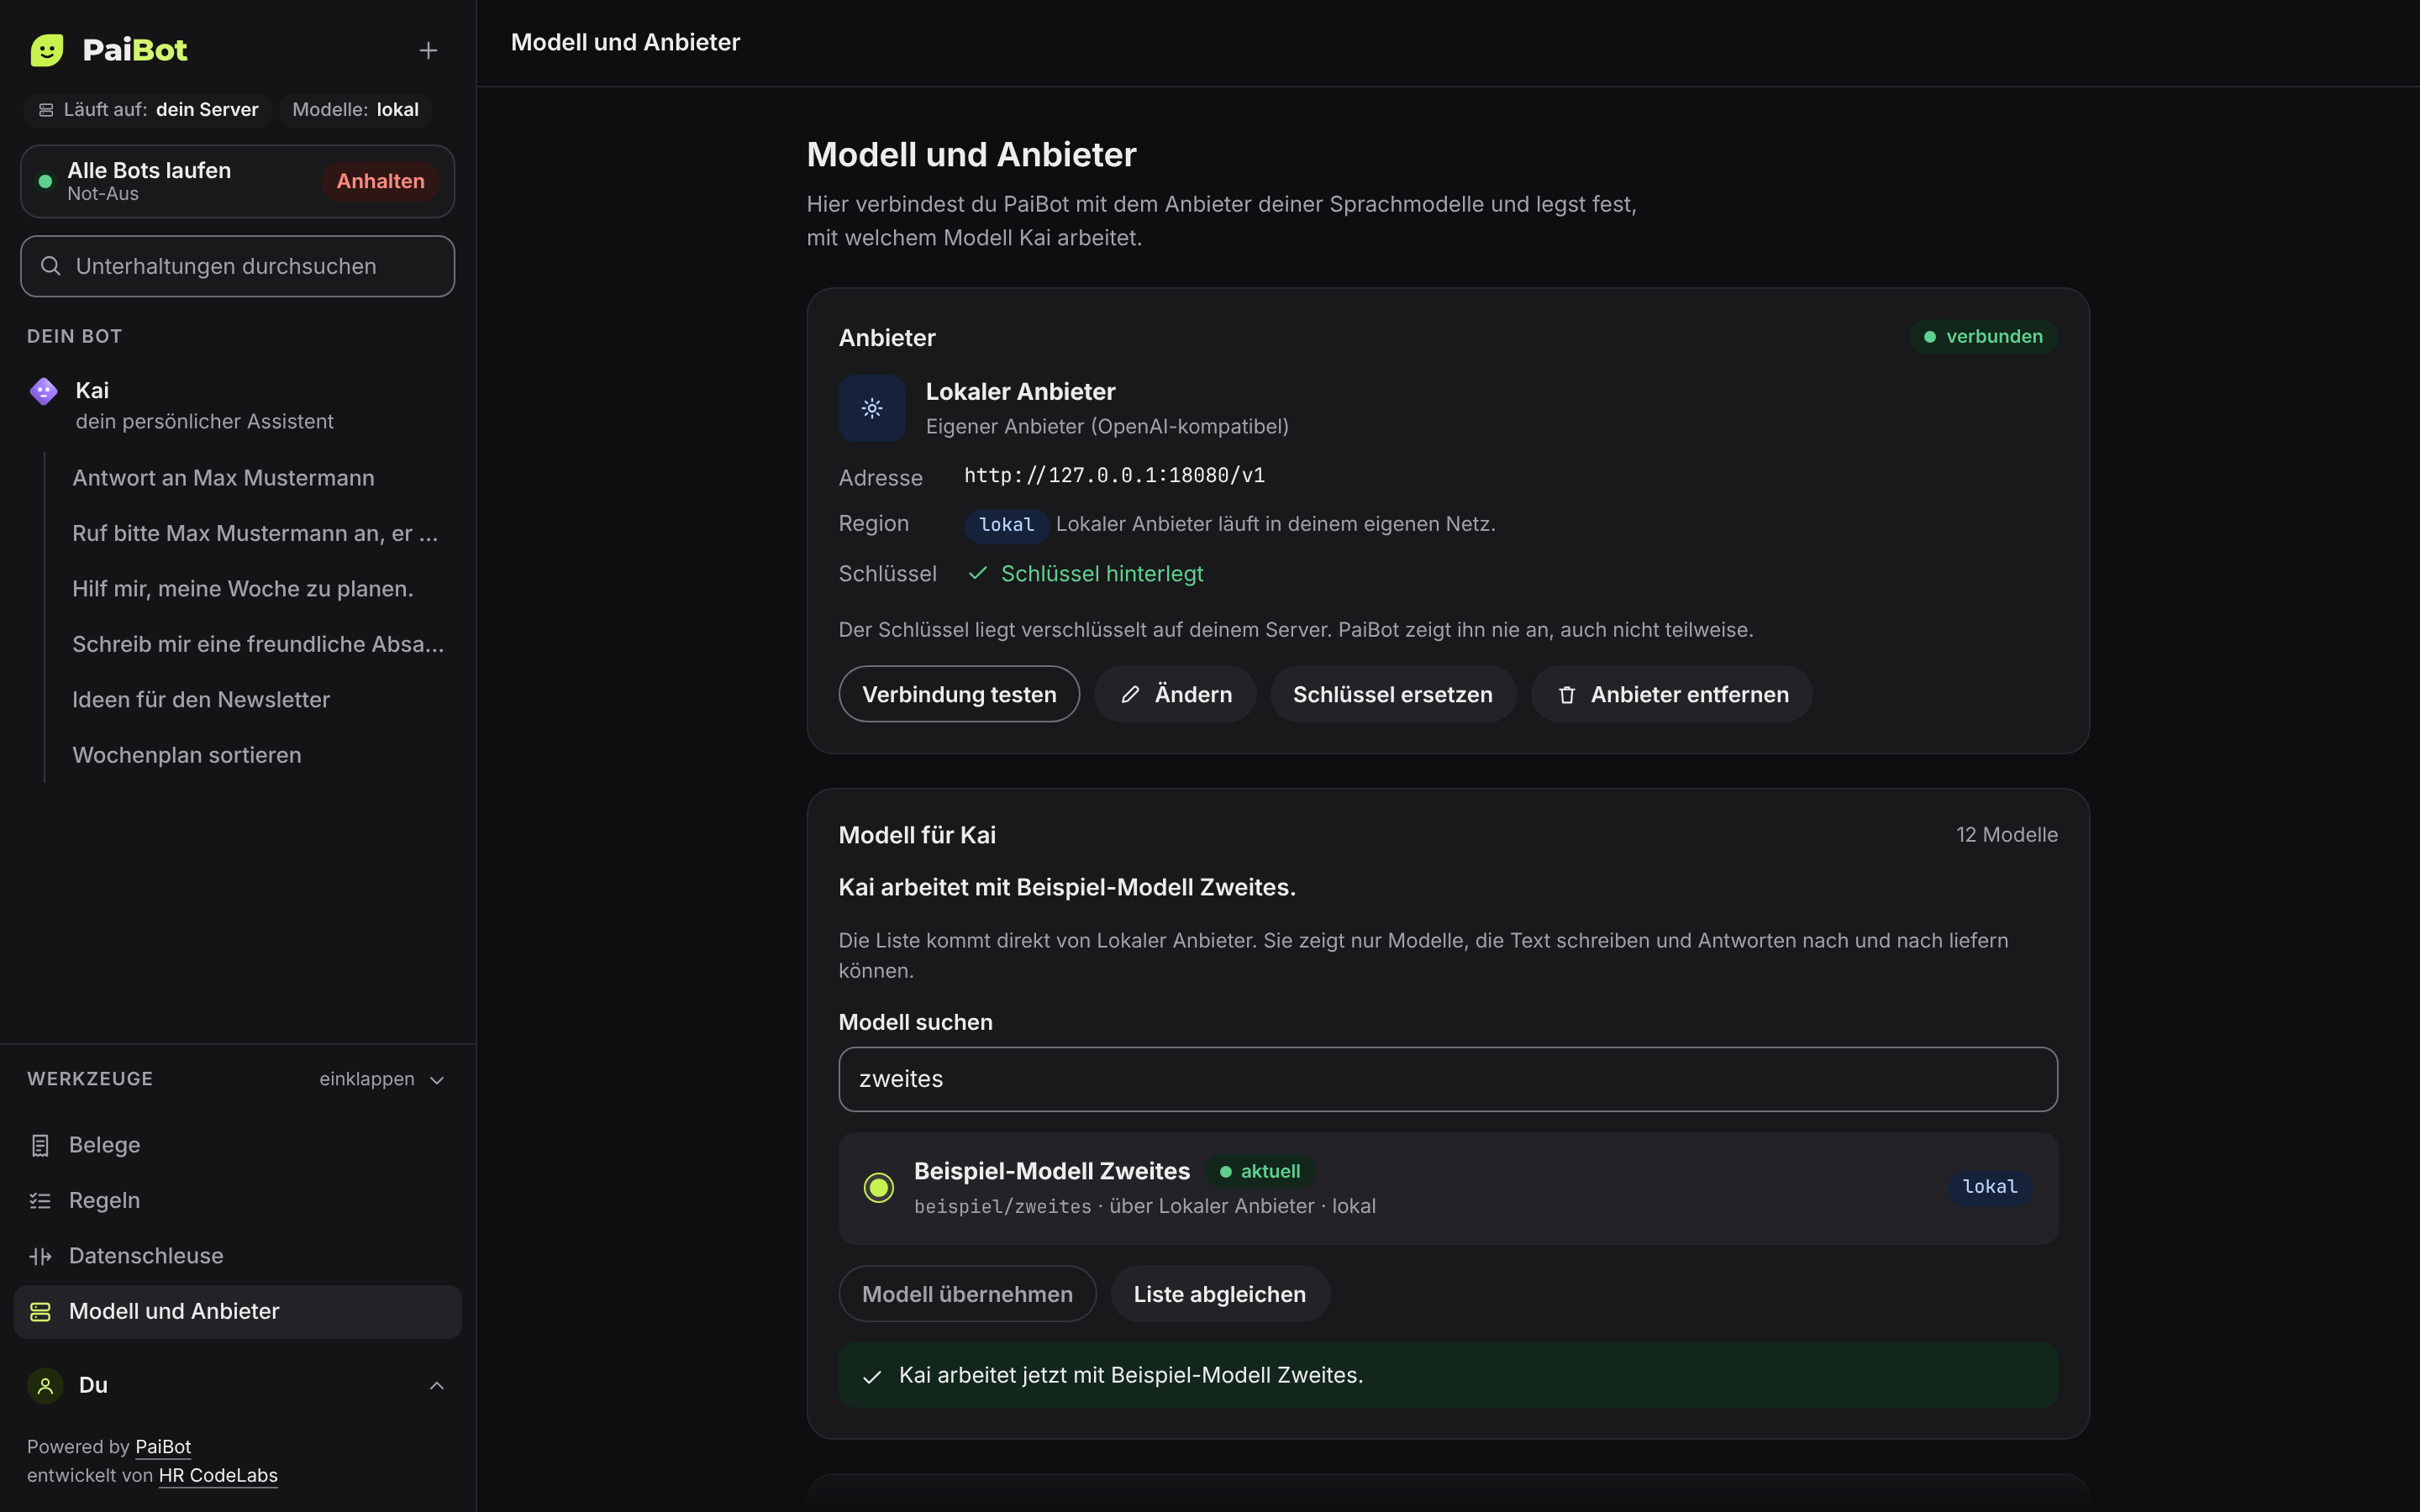 PaiBot
Läuft auf: dein Server
Modelle: lokal
Alle Bots laufen
Not-Aus
Anhalten
Unterhaltungen durchsuchen
DEIN BOT
Kai
dein persönlicher Assistent
Antwort an Max Mustermann
Ruf bitte Max Mustermann an, er ...
Hilf mir, meine Woche zu planen.
Schreib mir eine freundliche Absa...
Ideen für den Newsletter
Wochenplan sortieren
WERKZEUGE
einklappen
Belege
Regeln
Datenschleuse
Modell und Anbieter
Du
Powered by PaiBot
entwickelt von HR CodeLabs
Modell und Anbieter
Modell und Anbieter
Hier verbindest du PaiBot mit dem Anbieter deiner Sprachmodelle und legst fest,
mit welchem Modell Kai arbeitet.
Anbieter
verbunden
Lokaler Anbieter
Eigener Anbieter (OpenAI-kompatibel)
Adresse http://127.0.0.1:18080/v1
Region lokal Lokaler Anbieter läuft in deinem eigenen Netz.
Schlüssel Schlüssel hinterlegt
Der Schlüssel liegt verschlüsselt auf deinem Server. PaiBot zeigt ihn nie an, auch nicht teilweise.
Verbindung testen
Ändern
Schlüssel ersetzen
Anbieter entfernen
Modell für Kai
12 Modelle
Kai arbeitet mit Beispiel-Modell Zweites.
Die Liste kommt direkt von Lokaler Anbieter. Sie zeigt nur Modelle, die Text schreiben und Antworten nach und nach liefern
können.
Modell suchen
zweites
Beispiel-Modell Zweites
aktuell
beispiel/zweites · über Lokaler Anbieter · lokal
lokal
Modell übernehmen
Liste abgleichen
Kai arbeitet jetzt mit Beispiel-Modell Zweites.